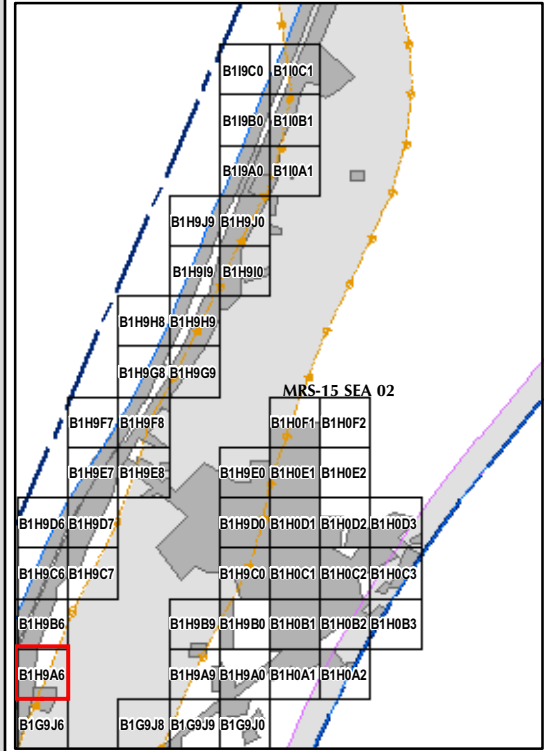 B1I9C0 B1I0C1
B1I9B0 B1I0B1
B1I9A0 B1I0A1
B1H9J9 B1H9J0
B1H9I9 B1H9I0
B1H9H8 B1H9H9
B1H9G8 B1H9G9
MRS-15 SEA 02
B1H9F7 B1H9F8 B1H0F1 B1H0F2
B1H9E7 B1H9E8 B1H9E0 B1H0E1 B1H0E2
B1H9D6 B1H9D7 B1H9D0 B1H0D1 B1H0D2 B1H0D3
B1H9C6 B1H9C7 B1H9C0 B1H0C1 B1H0C2 B1H0C3
B1H9B6 B1H9B9 B1H9B0 B1H0B1 B1H0B2 B1H0B3
B1H9A6 B1H9A9 B1H9A0 B1H0A1 B1H0A2
B1G9J6 B1G9J8 B1G9J9 B1G9J0